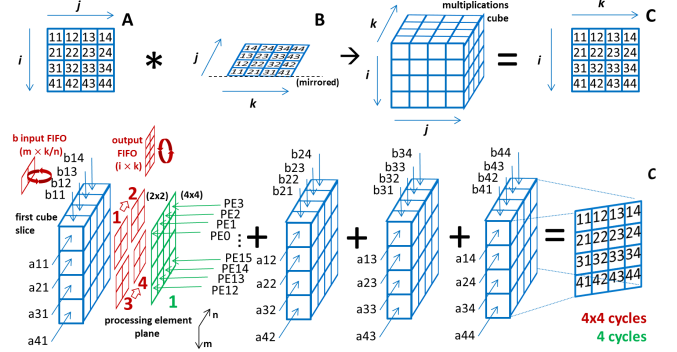 j
A
i
11 12 13 14
21 22 23 24
31 32 33 34
41 42 43 44
*
B
j
14 24 34 44
13 23 33 43
12 22 32 42
11 21 31 41
(mirrored)
k
→
multiplications
cube
k
i
j
=
k
C
i
11 12 13 14
21 22 23 24
31 32 33 34
41 42 43 44
b input FIFO
(m × k/n)
b14
b13
b12
b11
output
FIFO
(i × k)
first cube
slice
a11
a21
a31
a41
2
1
4
3
(2x2)
(4x4)
1
PE3
PE2
PE1
PE0
PE15
PE14
PE13
PE12
processing element
plane
n
m
+
b24
b23
b22
b21
a12
a22
a32
a42
+
b34
b33
b32
b31
a13
a23
a33
a43
+
b44
b43
b42
b41
a14
a24
a34
a44
=
C
11 12 13 14
21 22 23 24
31 32 33 34
41 42 43 44
4x4 cycles
4 cycles